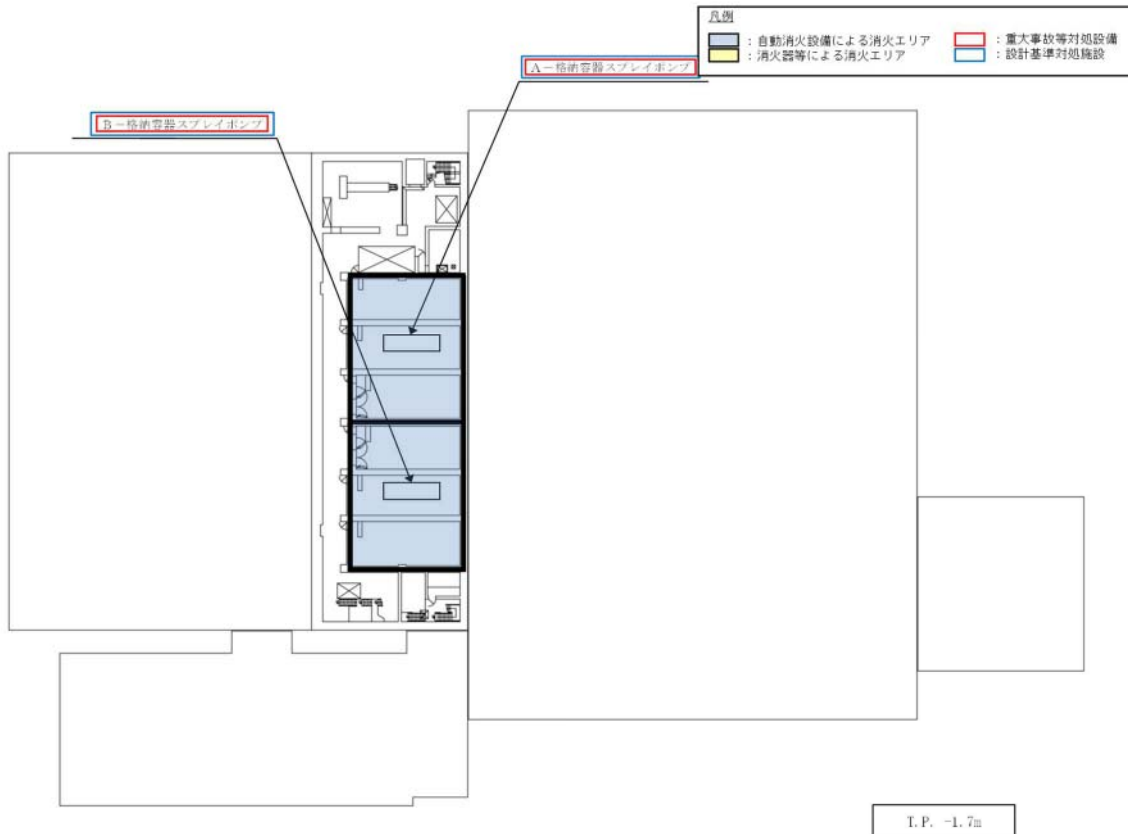 凡例
：自動消火設備による消火エリア
：重大事故等対処設備
：消火器等による消火エリア
：設計基準対処施設
A－格納容器スプレイポンプ
B－格納容器スプレイポンプ
T.P. -1.7m